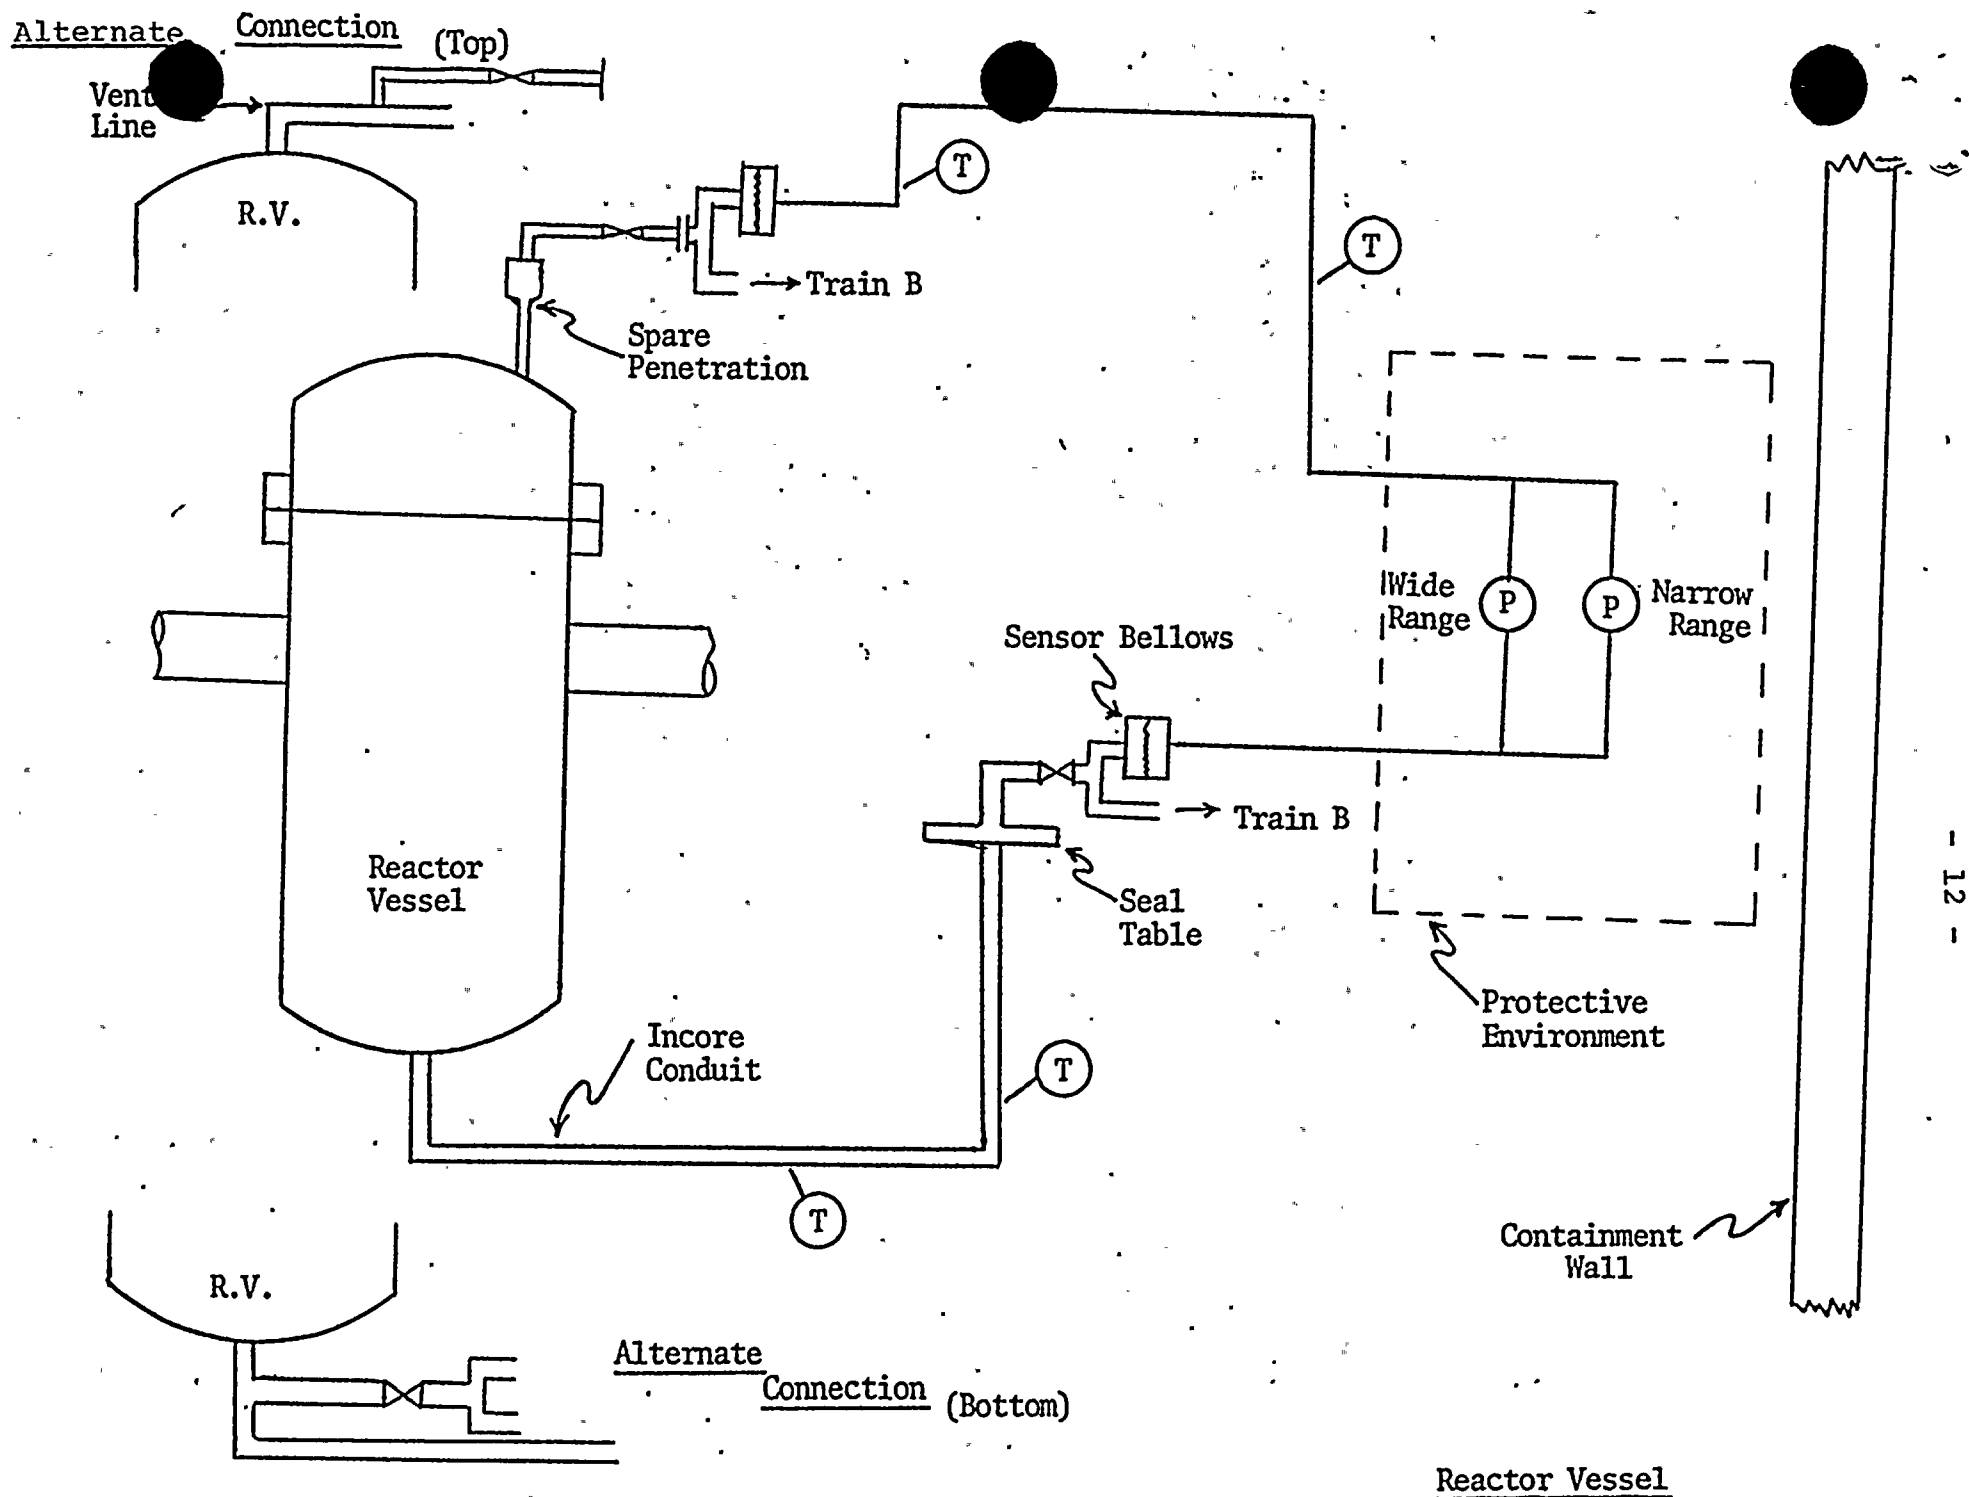 Alternate Connection (Top)
Vent
Line
R.V.
T
T
Train B
Spare
Penetration
Wide
Range
P
P
Narrow
Range
Sensor Bellows
Train B
Reactor
Vessel
Seal
Table
- 12 -
Protective
Environment
Incore
Conduit
T
T
Containment
Wall
R.V.
Alternate
Connection (Bottom)
Reactor Vessel